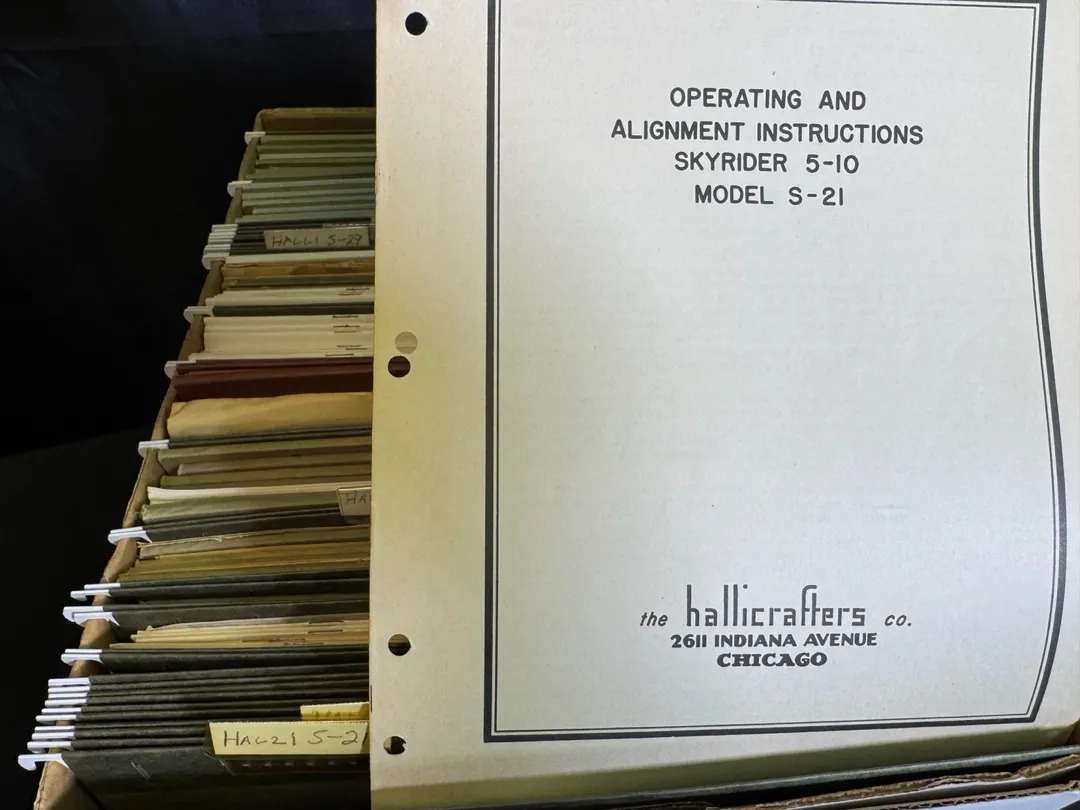 OPERATING AND
ALIGNMENT INSTRUCTIONS
SKYRIDER 5-10
MODEL S-21
the hallicrafters co.
2611 INDIANA AVENUE
CHICAGO
HALLI S-29
HA
HALLI S-2